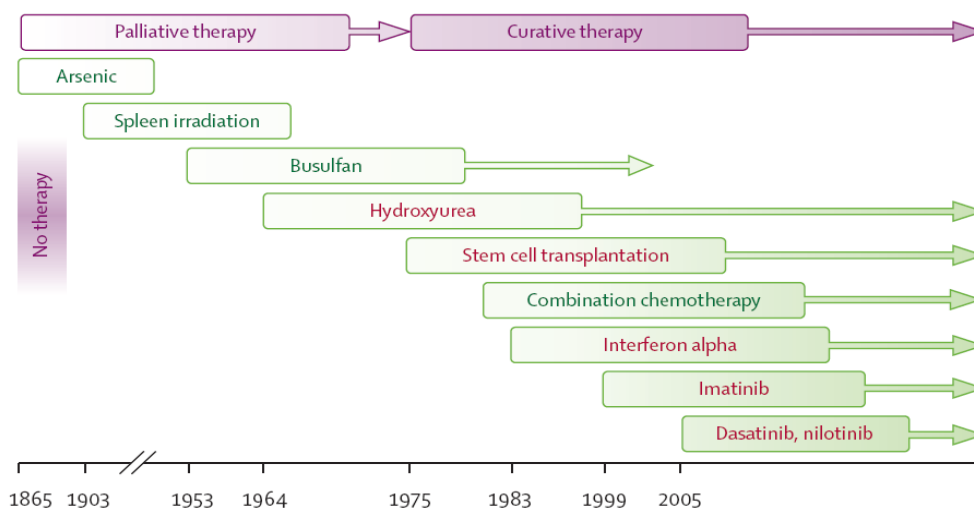 Palliative therapy
Curative therapy
Arsenic
Spleen irradiation
Busulfan
No therapy
Hydroxyurea
Stem cell transplantation
Combination chemotherapy
Interferon alpha
Imatinib
Dasatinib, nilotinib
1865 1903 1953 1964 1975 1983 1999 2005